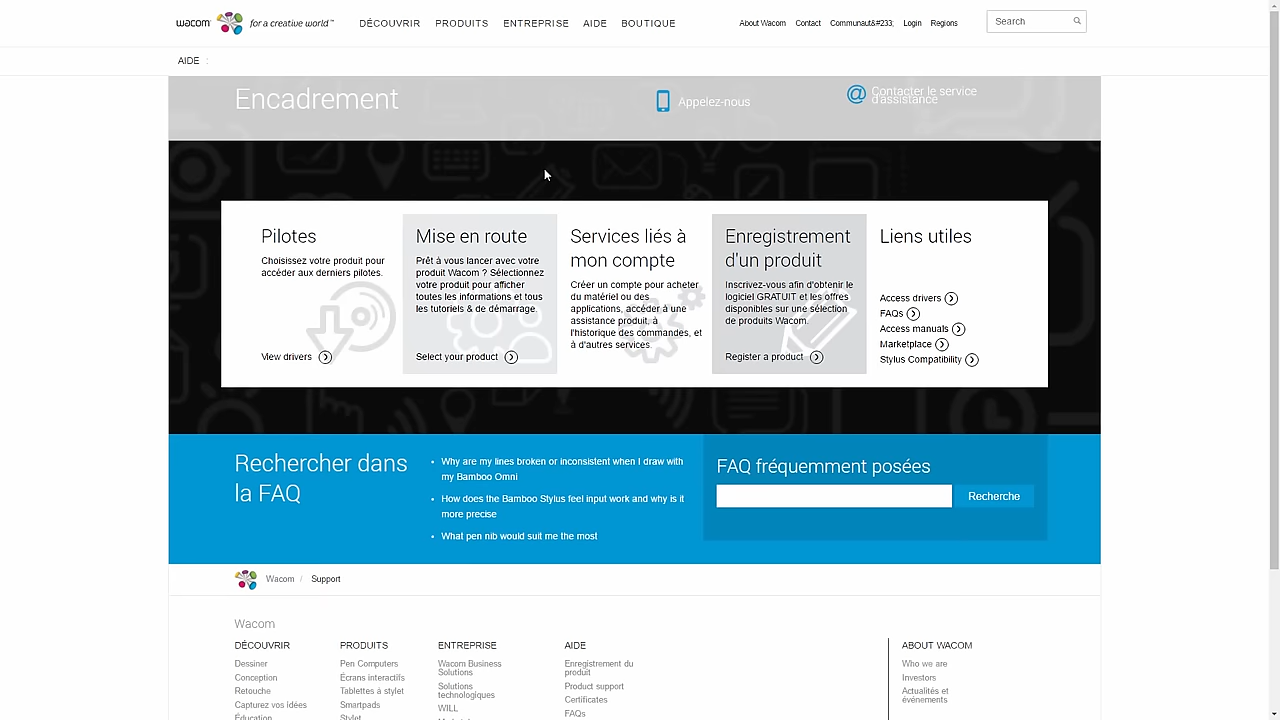 wacom for a creative world™ DÉCOUVRIR PRODUITS ENTREPRISE AIDE BOUTIQUE About Wacom Contact Communaut&#233; Login Regions Search
AIDE :
Encadrement
Appelez-nous
Contacter le service
d'assistance
Pilotes
Choisissez votre produit pour
accéder aux derniers pilotes.
View drivers
Mise en route
Prêt à vous lancer avec votre
produit Wacom ? Sélectionnez
votre produit pour afficher
toutes les informations et tous
les tutoriels & de démarrage.
Select your product
Services liés à
mon compte
Créer un compte pour acheter
du matériel ou des
applications, accéder à une
assistance produit, à
l'historique des commandes, et
à d'autres services.
Enregistrement
d'un produit
Inscrivez-vous afin d'obtenir le
logiciel GRATUIT et les offres
disponibles sur une sélection
de produits Wacom.
Register a product
Liens utiles
Access drivers
FAQs
Access manuals
Marketplace
Stylus Compatibility
Rechercher dans
la FAQ
• Why are my lines broken or inconsistent when I draw with
my Bamboo Omni
• How does the Bamboo Stylus feel input work and why is it
more precise
• What pen nib would suit me the most
FAQ fréquemment posées
Recherche
Wacom / Support
Wacom
DÉCOUVRIR
Dessiner
Conception
Retouche
Capturez vos idées
Éducation
PRODUITS
Pen Computers
Écrans interactifs
Tablettes à stylet
Smartpads
Stylet
ENTREPRISE
Wacom Business
Solutions
Solutions
technologiques
WILL
AIDE
Enregistrement du
produit
Product support
Certificates
FAQs
ABOUT WACOM
Who we are
Investors
Actualités et
événements